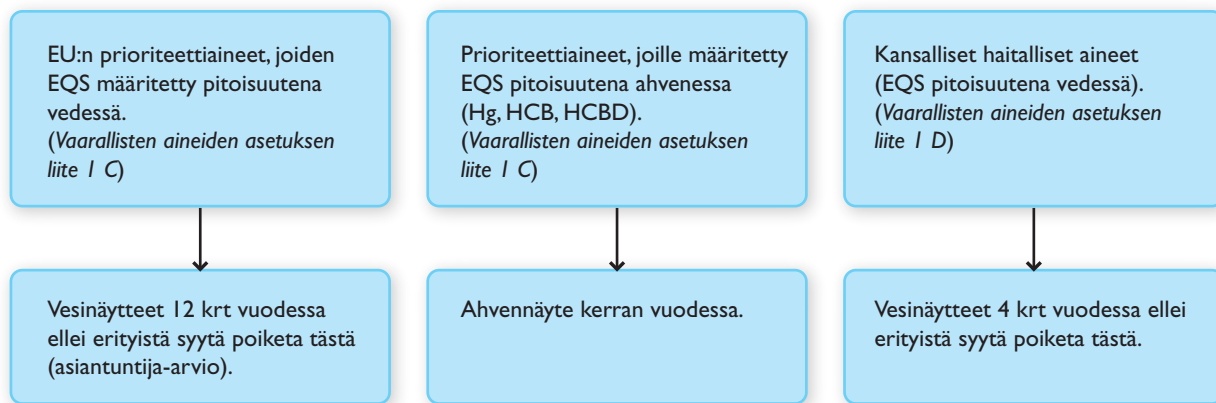 EU:n prioriteettiaineet, joiden
EQS määritetty pitoisuutena
vedessä.
(Vaarallisten aineiden asetuksen
liite 1 C)
Prioriteettiaineet, joille määritetty
EQS pitoisuutena ahvenessa
(Hg, HCB, HCBD).
(Vaarallisten aineiden asetuksen
liite 1 C)
Kansalliset haitalliset aineet
(EQS pitoisuutena vedessä).
(Vaarallisten aineiden asetuksen
liite 1 D)
Vesinäytteet 12 krt vuodessa
ellei erityistä syytä poiketa tästä
(asiantuntija-arvio).
Ahvennäyte kerran vuodessa.
Vesinäytteet 4 krt vuodessa ellei
erityistä syytä poiketa tästä.